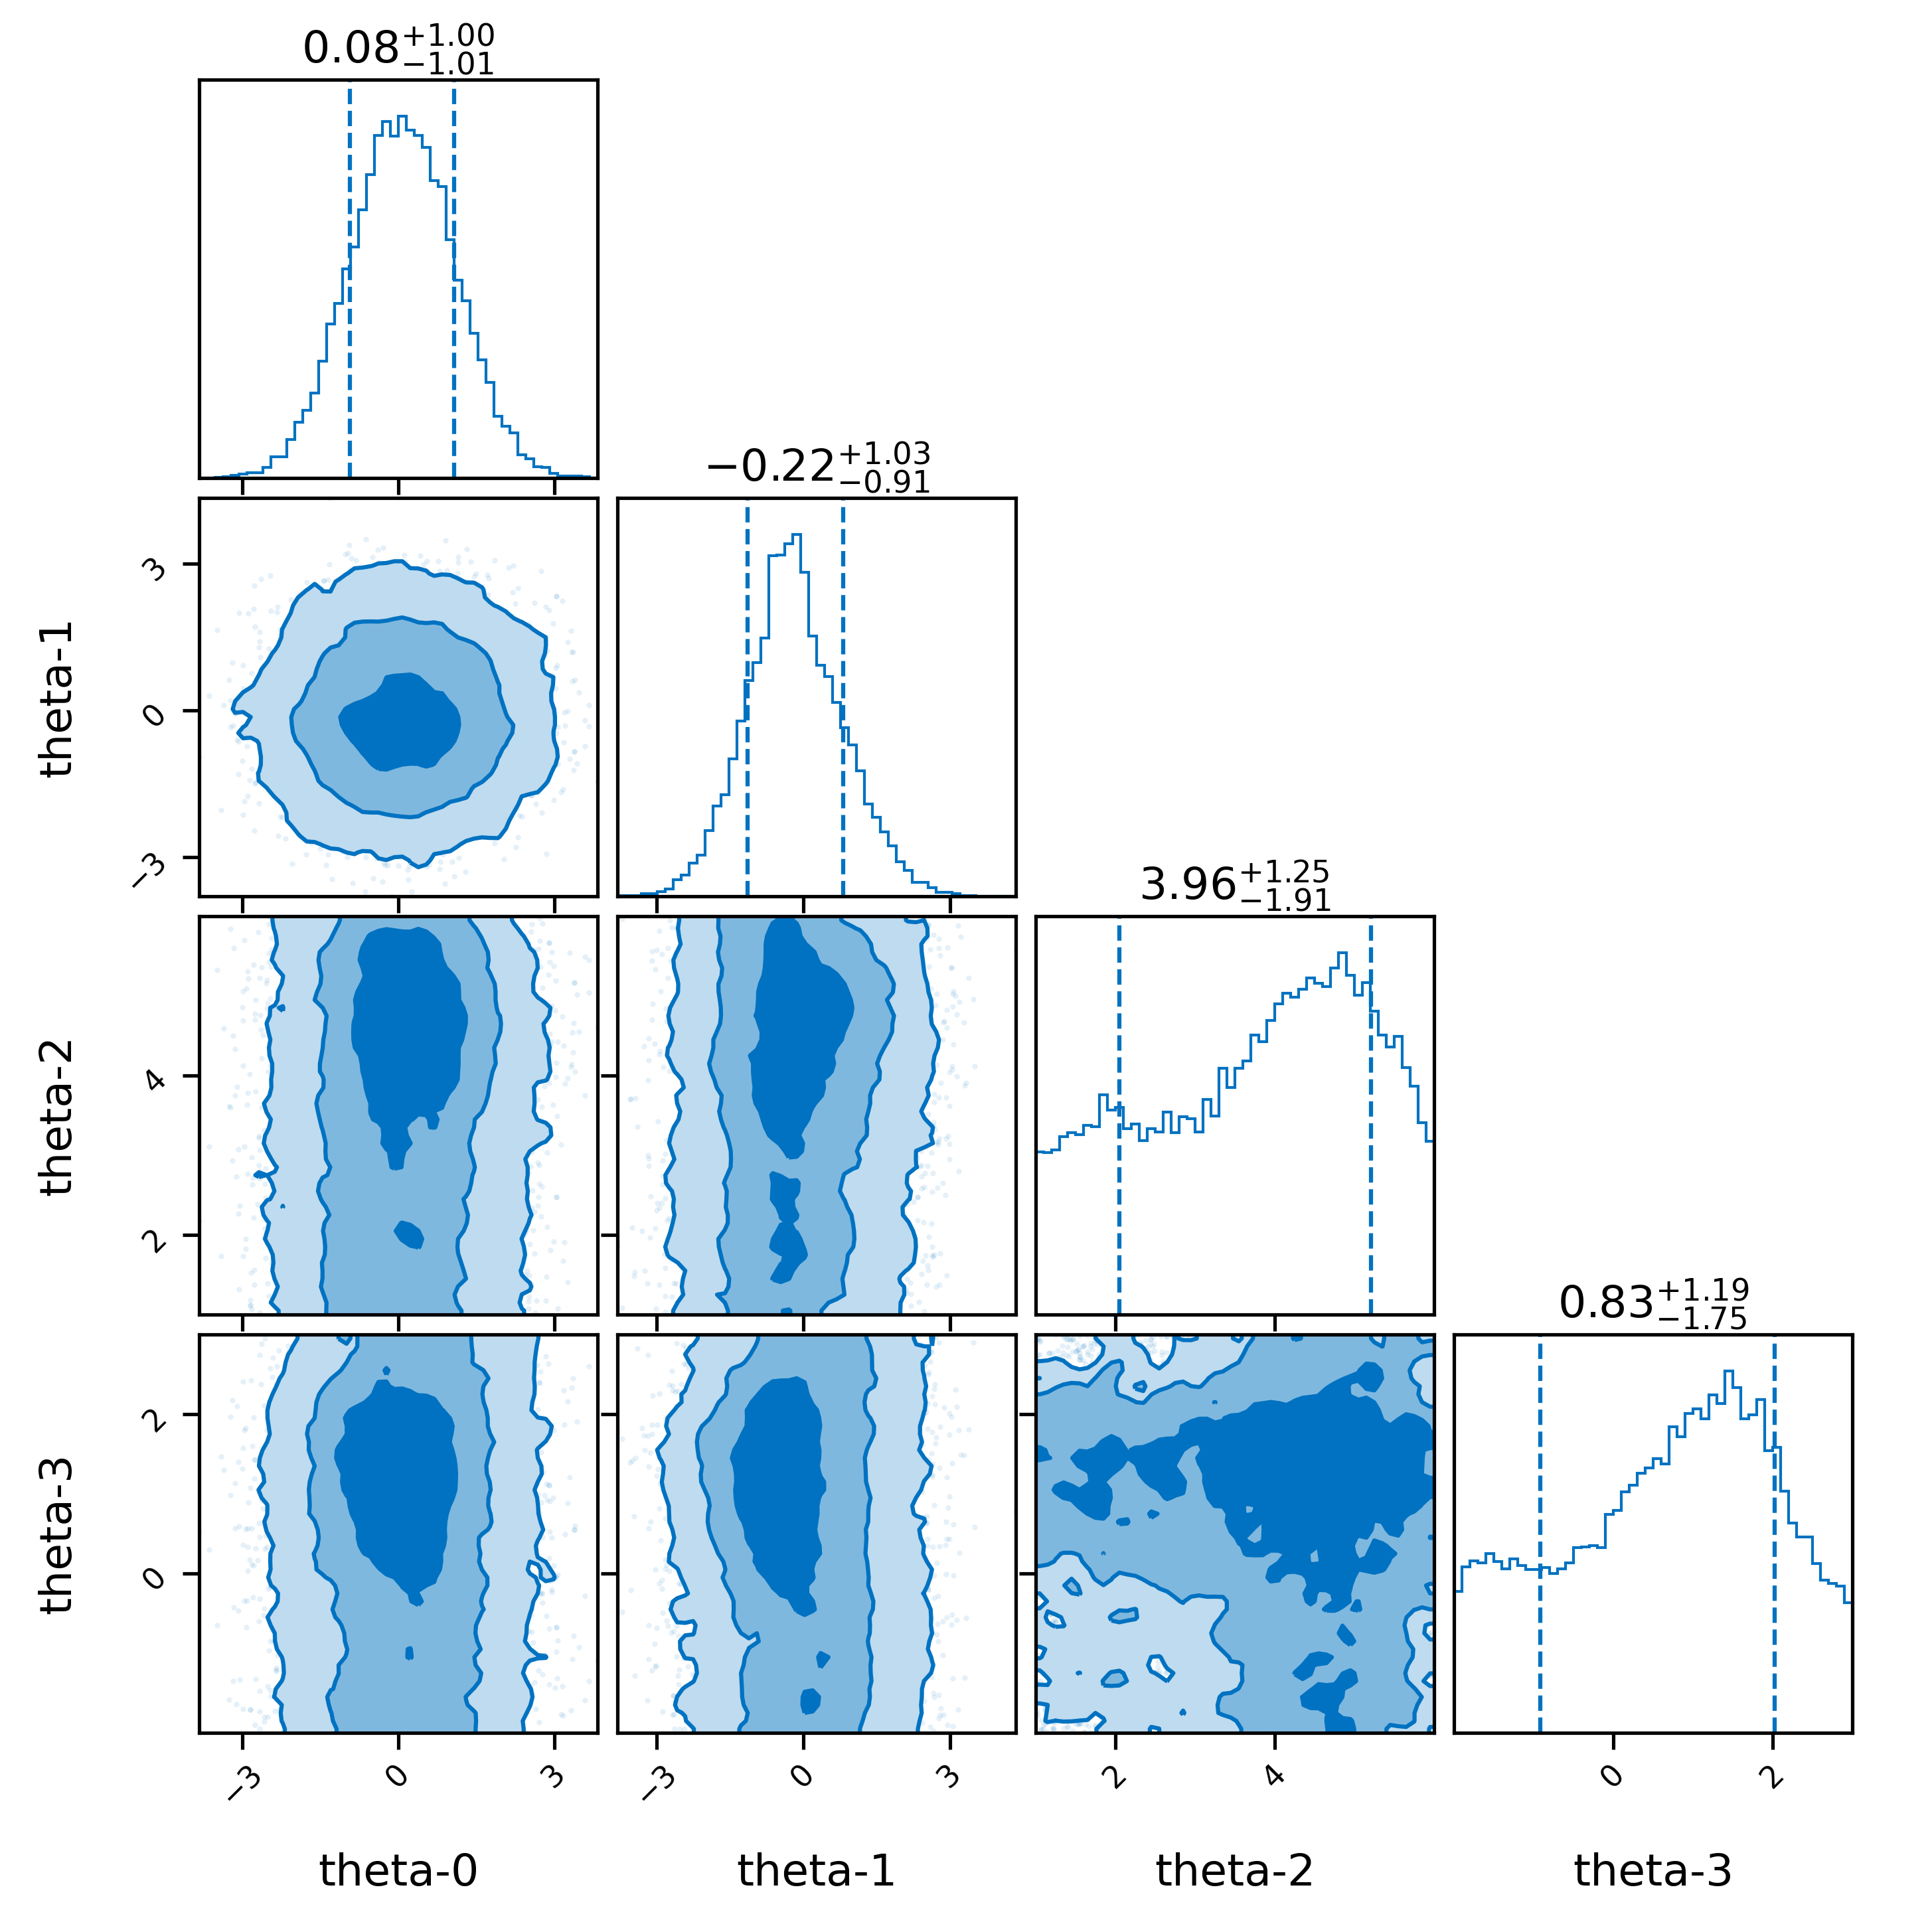 0.08+1.00−1.01
−0.22+1.03−0.91
3
0
−3
theta-1
3.96+1.25−1.91
4
2
theta-2
0.83+1.19−1.75
2
0
theta-3
−3 0 3 −3 0 3 2 4 0 2
theta-0 theta-1 theta-2 theta-3